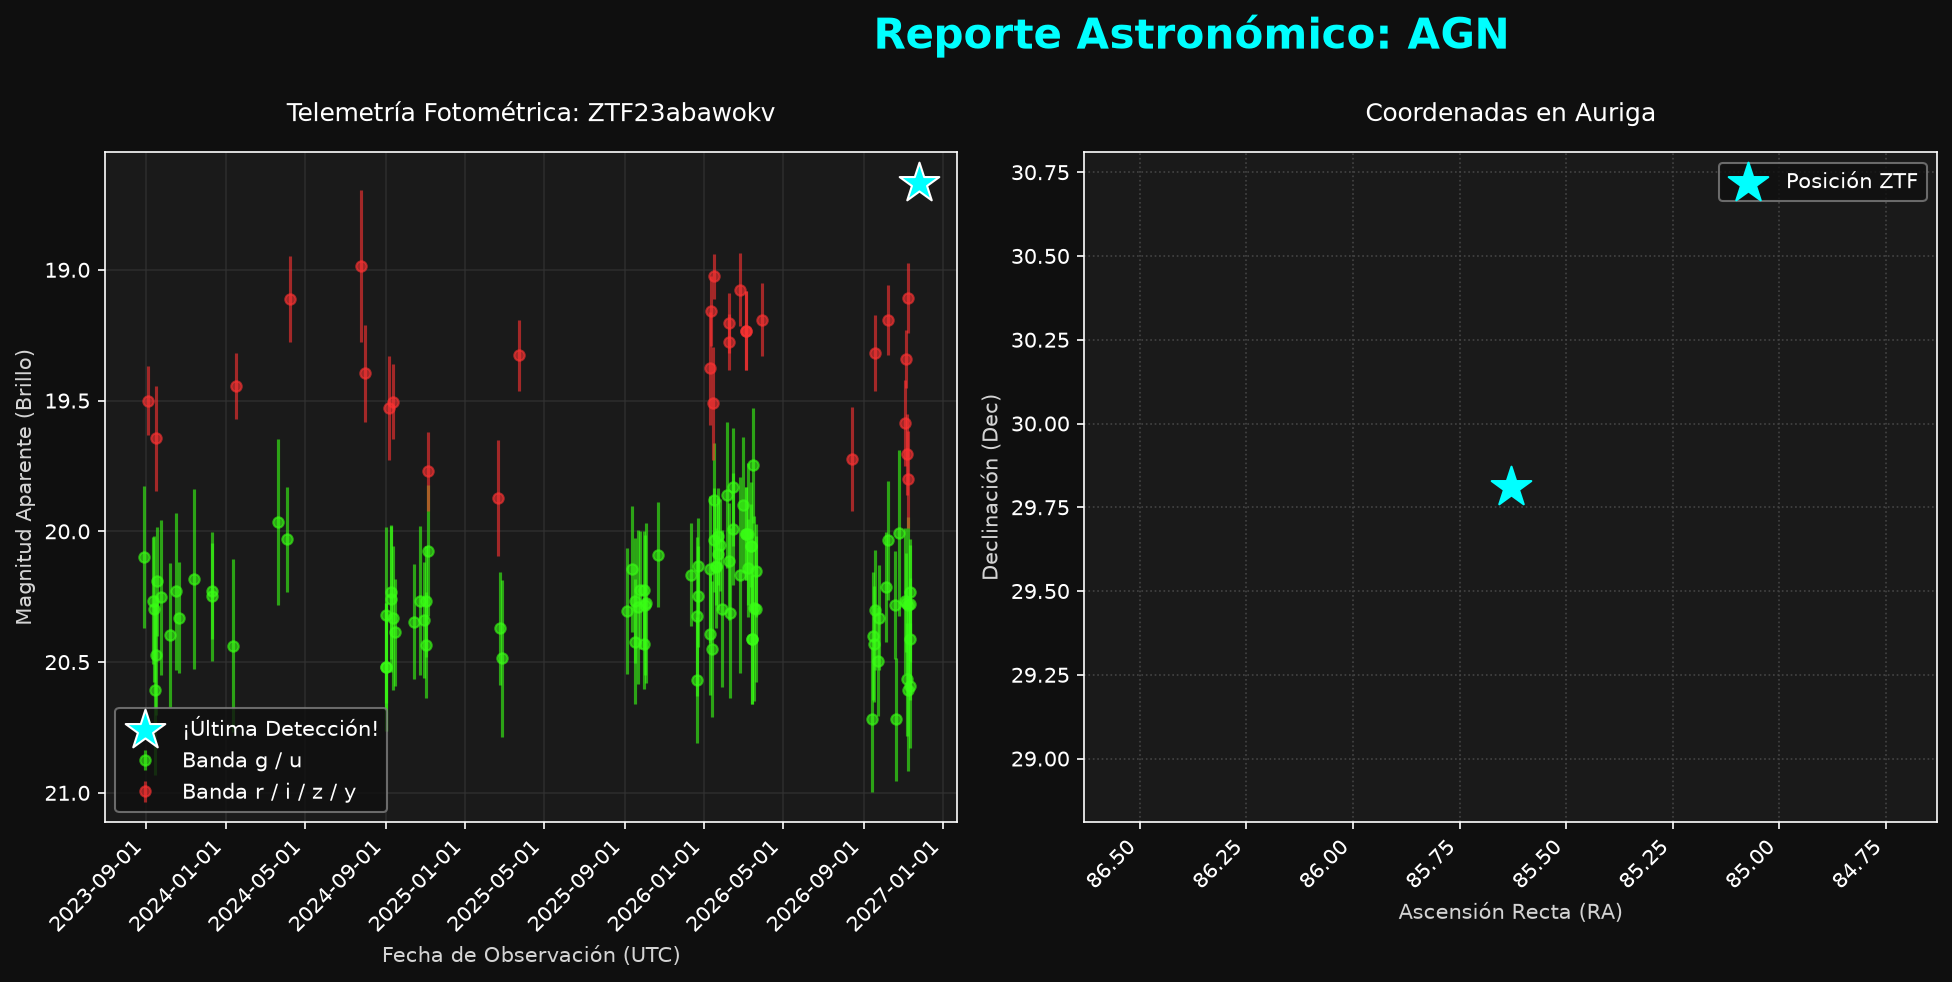 Reporte Astronómico: AGN
Telemetría Fotométrica: ZTF23abawokv
Magnitud Aparente (Brillo)
19.0
19.5
20.0
20.5
21.0
¡Última Detección!
Banda g / u
Banda r / i / z / y
2023-09-01
2024-01-01
2024-05-01
2024-09-01
2025-01-01
2025-05-01
2025-09-01
2026-01-01
2026-05-01
2026-09-01
2027-01-01
Fecha de Observación (UTC)
Coordenadas en Auriga
Declinación (Dec)
30.75
30.50
30.25
30.00
29.75
29.50
29.25
29.00
Posición ZTF
86.50
86.25
86.00
85.75
85.50
85.25
85.00
84.75
Ascensión Recta (RA)